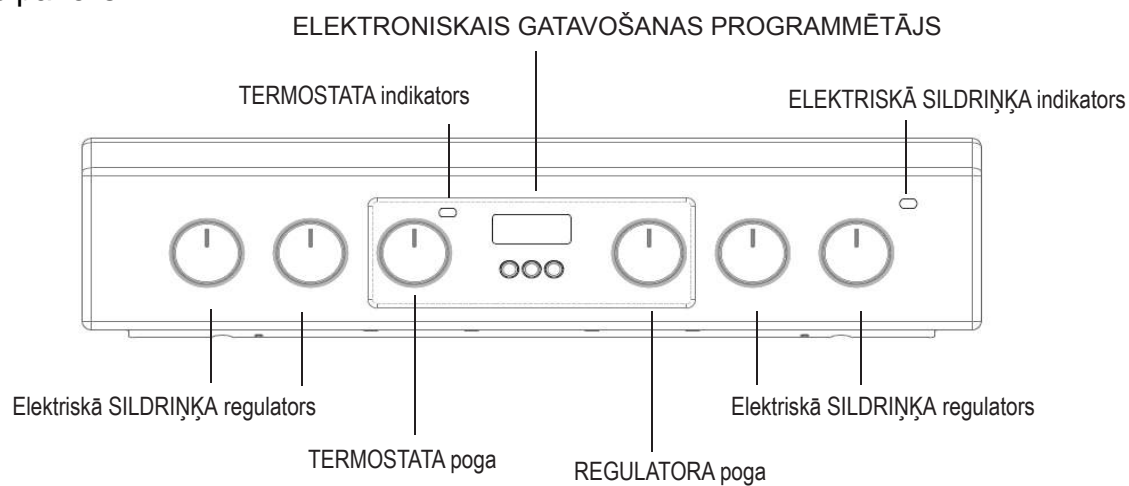 ELEKTRONISKAIS GATAVOŠANAS PROGRAMMĒTĀJS
TERMOSTATA indikators
ELEKTRISKĀ SILDRIŅĶA indikators
Elektriskā SILDRIŅĶA regulators
Elektriskā SILDRIŅĶA regulators
TERMOSTATA poga
REGULATORA poga